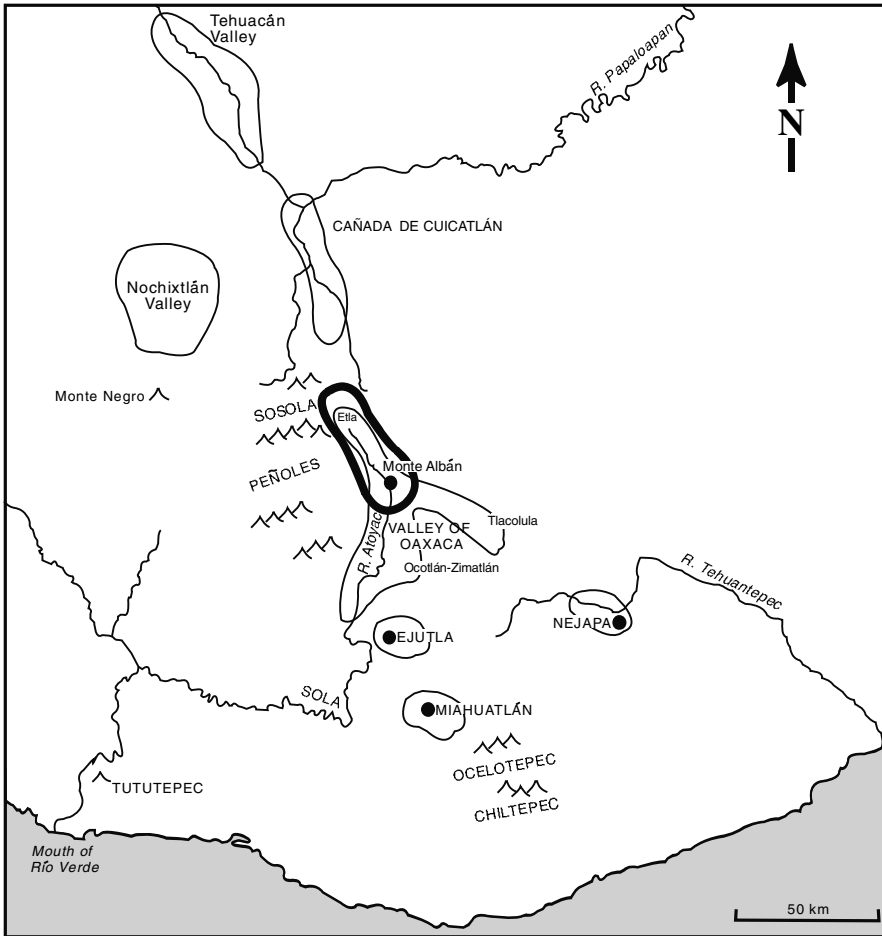 Tehuacán
Valley
R. Papaloapan
N
CAÑADA DE CUICATLÁN
Nochixtlán
Valley
Monte Negro
SOSOLA
Etla
PEÑOLES
Monte Albán
Tlacolula
R. Atoyac
VALLEY OF
OAXACA
Ocotlán-Zimatlán
R. Tehuantepec
NEJAPA
EJUTLA
SOLA
MIAHUATLÁN
OCELOTEPEC
TUTUTEPEC
CHILTEPEC
Mouth of
Río Verde
50 km